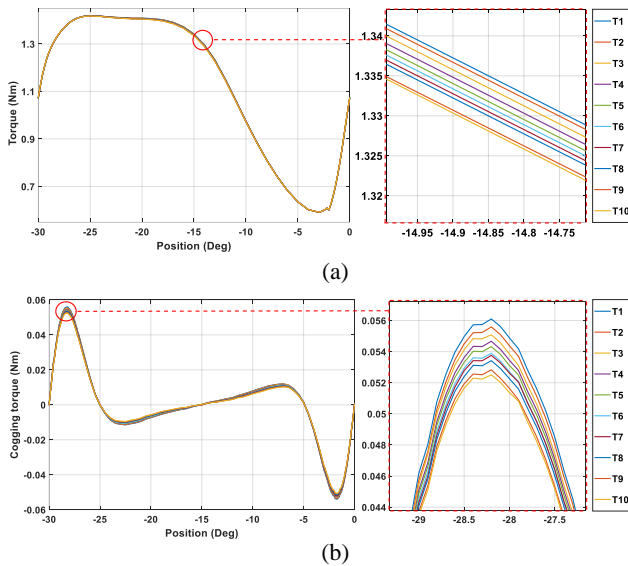 1.3
1.1
0.9
0.7
Torque (Nm)
-30 -25 -20 -15 -10 -5 0
Position (Deg)
1.34
1.335
1.33
1.325
1.32
-14.95 -14.9 -14.85 -14.8 -14.75
T1
T2
T3
T4
T5
T6
T7
T8
T9
T10
(a)
0.06
0.04
0.02
0
-0.02
-0.04
-0.06
Cogging torque (Nm)
-30 -25 -20 -15 -10 -5 0
Position (Deg)
0.056
0.054
0.052
0.05
0.048
0.046
0.044
-29 -28.5 -28 -27.5
T1
T2
T3
T4
T5
T6
T7
T8
T9
T10
(b)